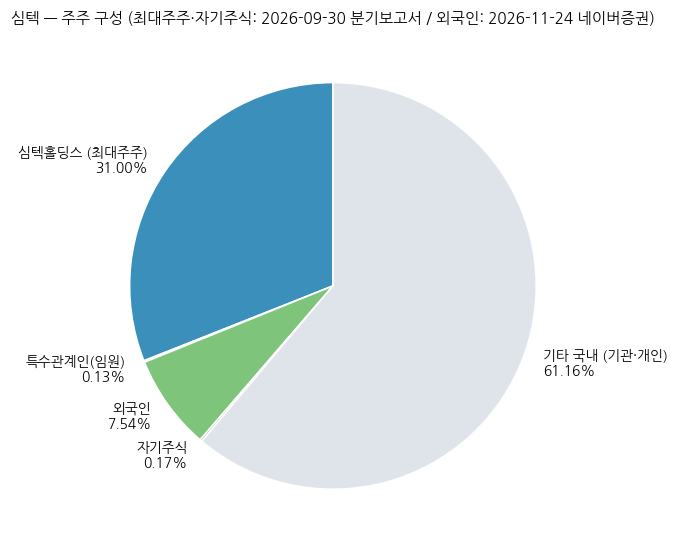 심텍 — 주주 구성 (최대주주·자기주식: 2026-09-30 분기보고서 / 외국인: 2026-11-24 네이버증권)
심텍홀딩스 (최대주주)
31.00%
특수관계인(임원)
0.13%
외국인
7.54%
자기주식
0.17%
기타 국내 (기관·개인)
61.16%